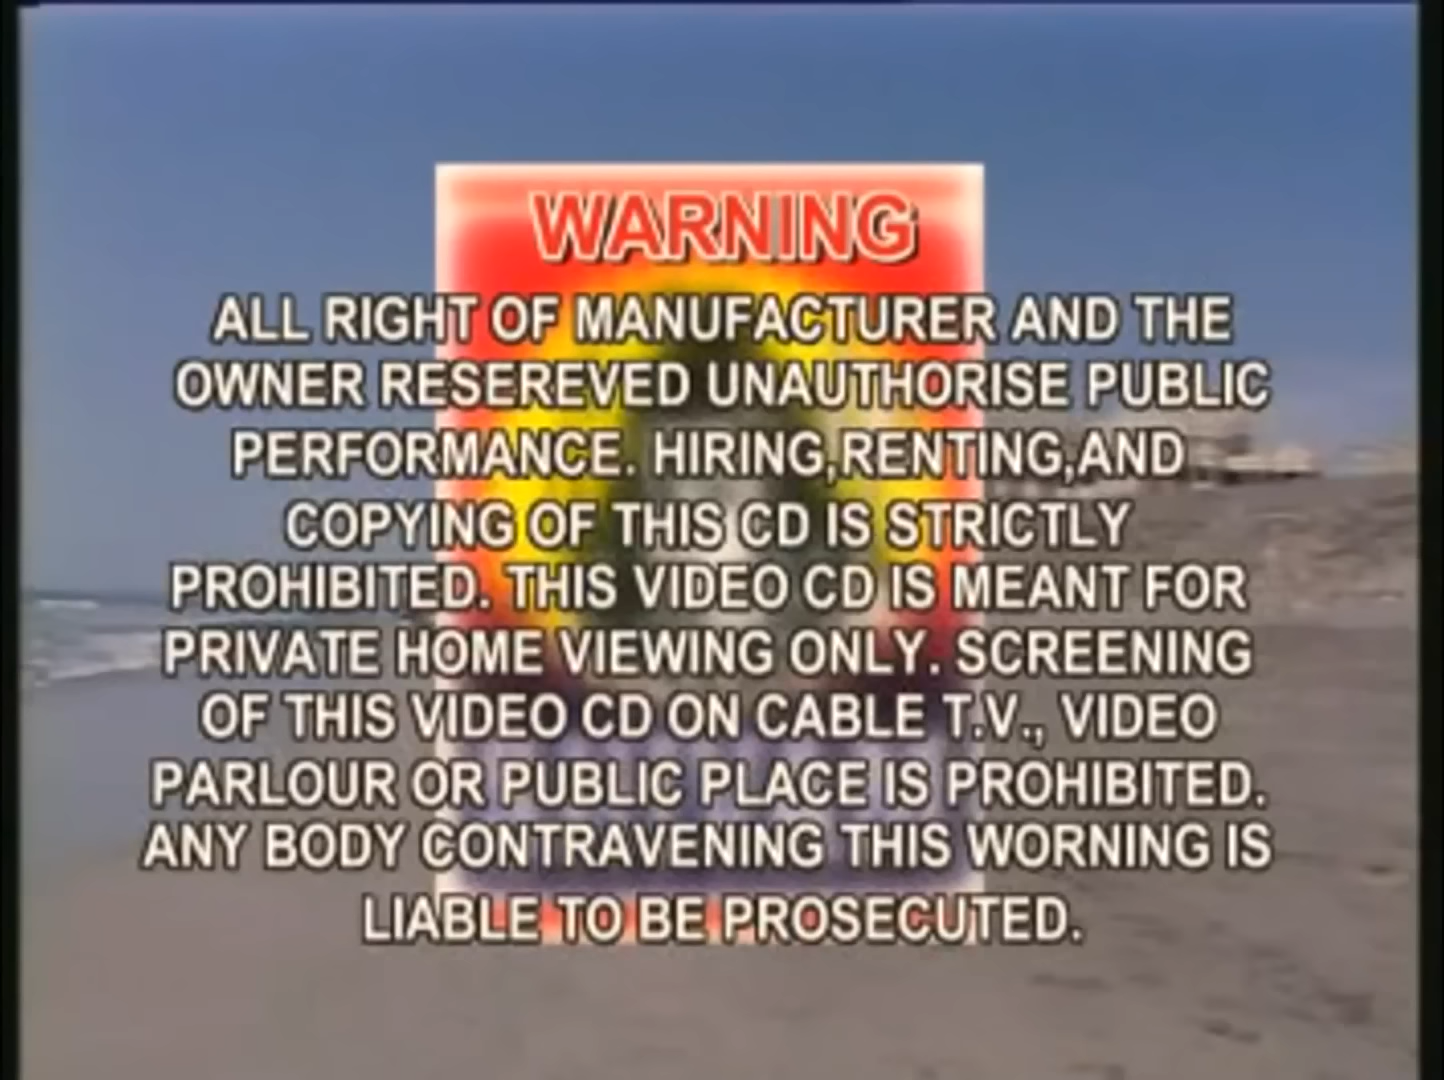 WARNING
ALL RIGHT OF MANUFACTURER AND THE
OWNER RESEREVED UNAUTHORISE PUBLIC
PERFORMANCE. HIRING,RENTING,AND
COPYING OF THIS CD IS STRICTLY
PROHIBITED. THIS VIDEO CD IS MEANT FOR
PRIVATE HOME VIEWING ONLY. SCREENING
OF THIS VIDEO CD ON CABLE T.V., VIDEO
PARLOUR OR PUBLIC PLACE IS PROHIBITED.
ANY BODY CONTRAVENING THIS WORNING IS
LIABLE TO BE PROSECUTED.